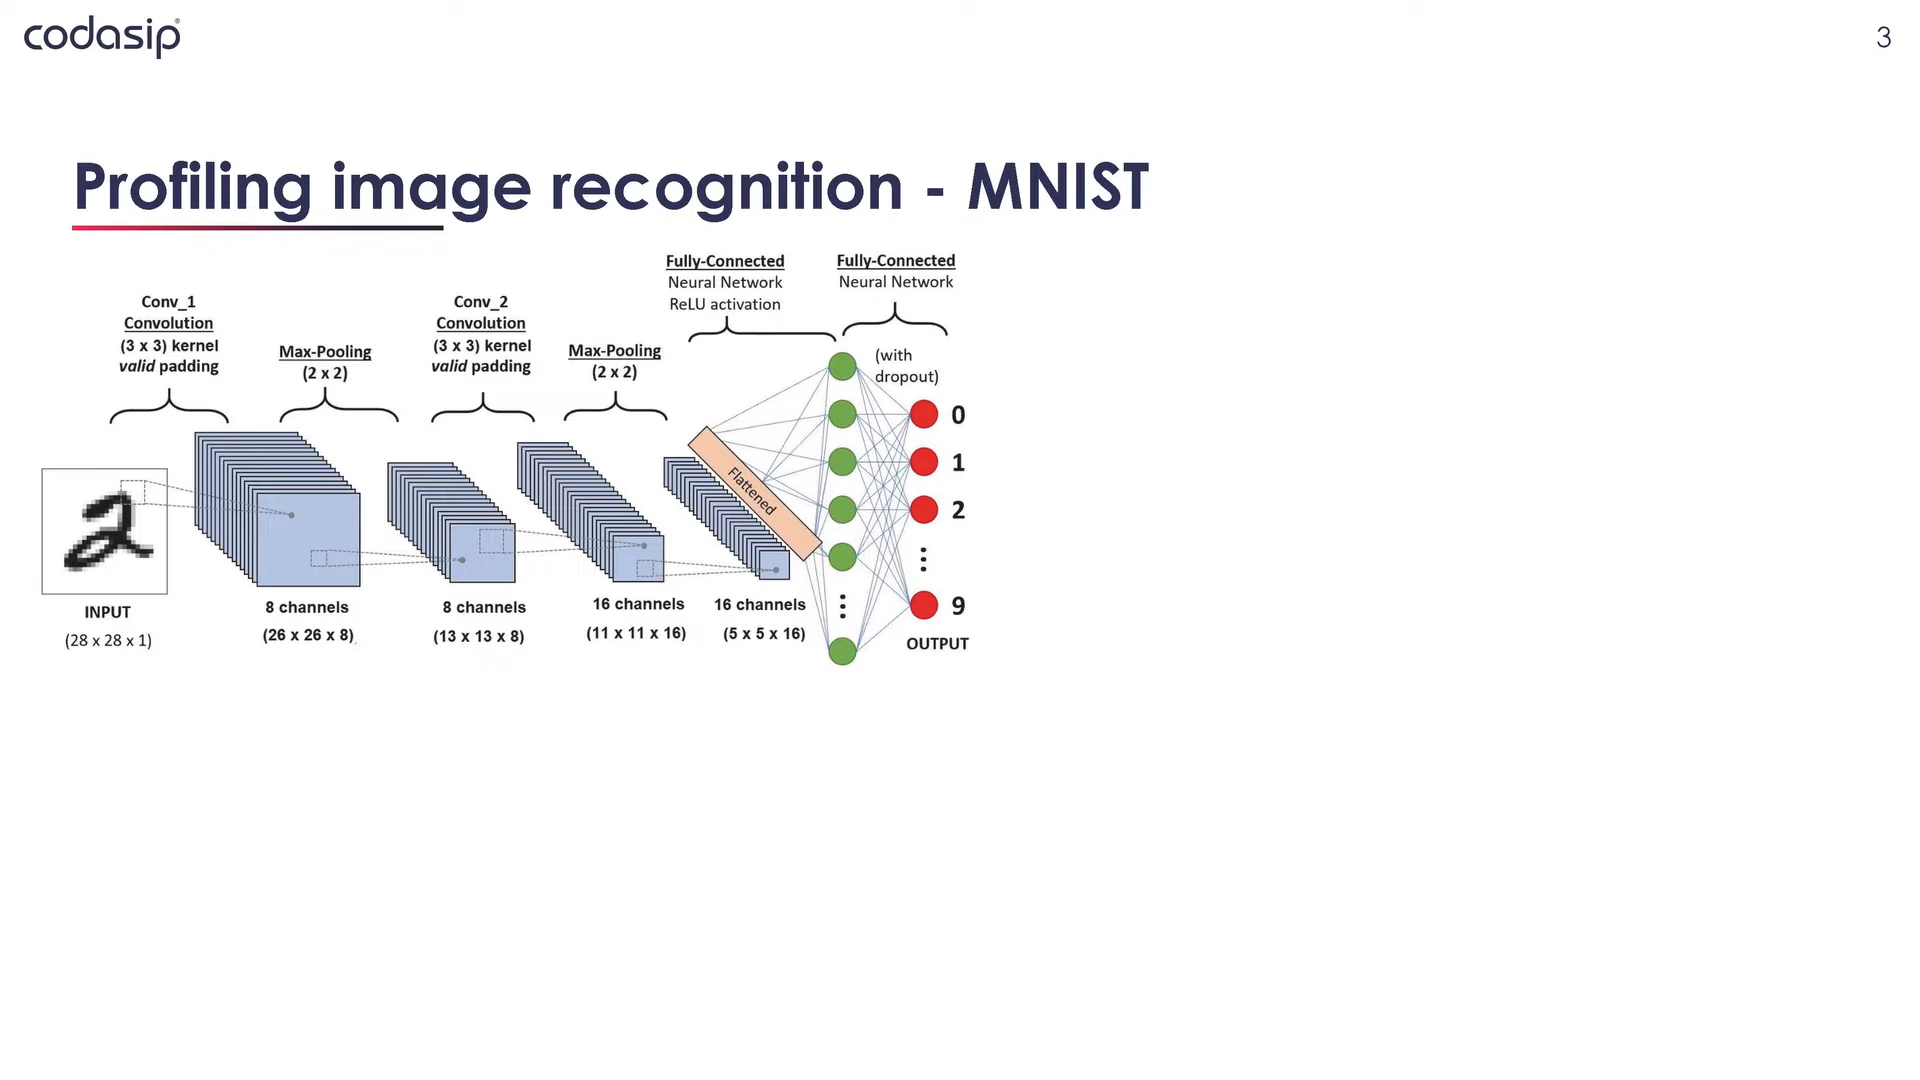 codasip®
3
Profiling image recognition - MNIST
Conv_1
Convolution
(3 x 3) kernel
valid padding
Max-Pooling
(2 x 2)
Conv_2
Convolution
(3 x 3) kernel
valid padding
Max-Pooling
(2 x 2)
Fully-Connected
Neural Network
ReLU activation
Fully-Connected
Neural Network
(with
dropout)
Flattened
0
1
2
9
OUTPUT
INPUT
(28 x 28 x 1)
8 channels
(26 x 26 x 8)
8 channels
(13 x 13 x 8)
16 channels
(11 x 11 x 16)
16 channels
(5 x 5 x 16)